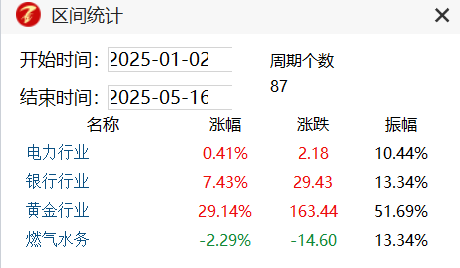 区间统计
开始时间： 2025-01-02 周期个数
87
结束时间： 2025-05-16
名称 涨幅 涨跌 振幅
电力行业 0.41% 2.18 10.44%
银行行业 7.43% 29.43 13.34%
黄金行业 29.14% 163.44 51.69%
燃气水务 -2.29% -14.60 13.34%